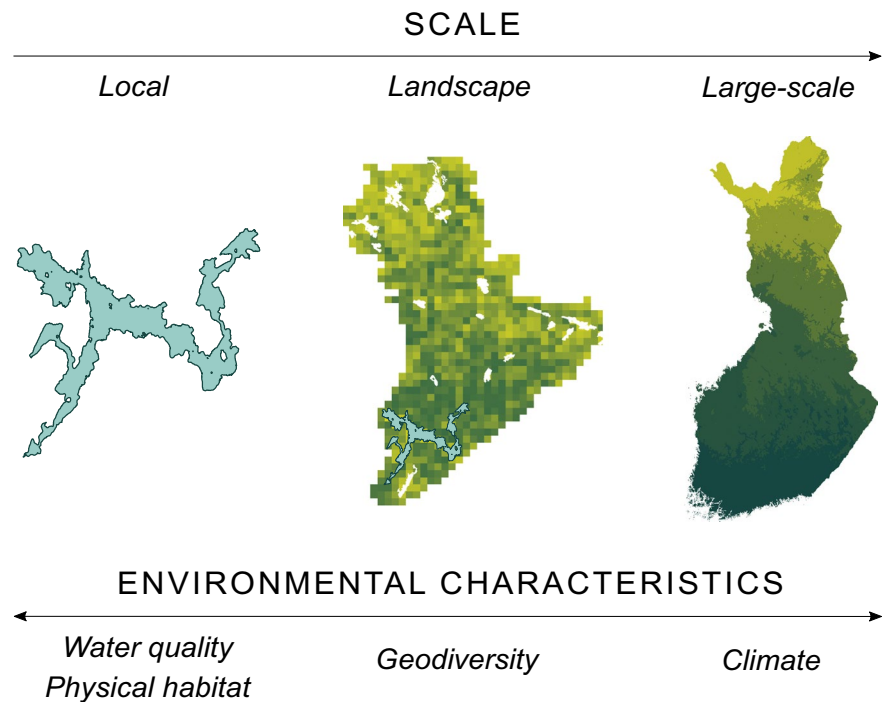 SCALE
Local
Landscape
Large-scale
ENVIRONMENTAL CHARACTERISTICS
Water quality
Physical habitat
Geodiversity
Climate